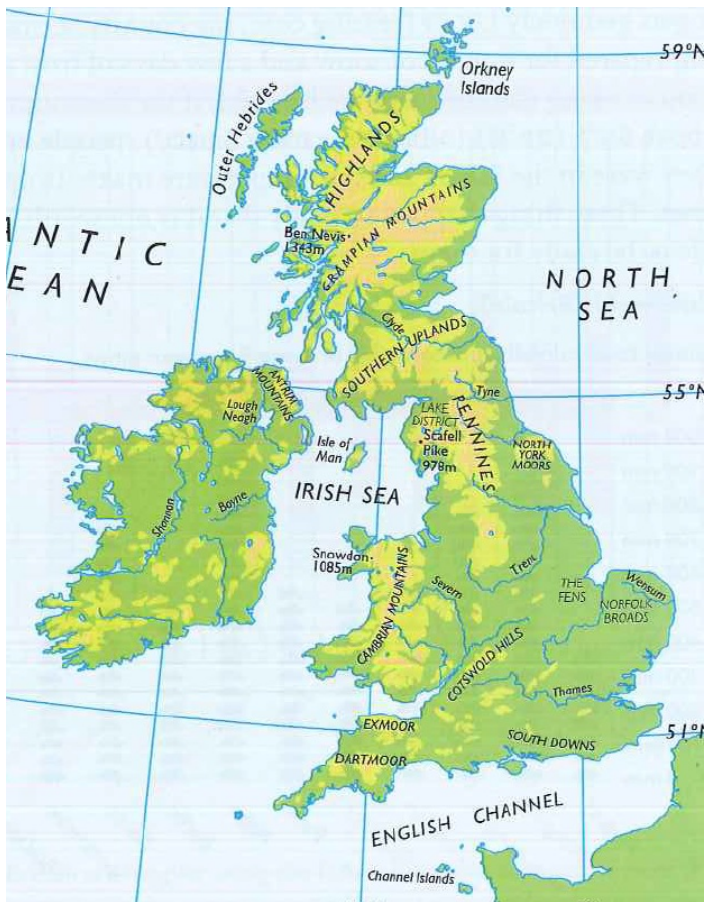 59°N
Orkney
Islands
Outer Hebrides
HIGHLANDS
ANTIC
EAN
Ben Nevis
1343m
GRAMPIAN MOUNTAINS
NORTH
SEA
Clyde
SOUTHERN UPLANDS
ANTRIM
MOUNTAINS
Tyne
55°N
Lough
Neagh
LAKE
DISTRICT
Scafell
Pike
978m
PENNINES
NORTH
YORK
MOORS
Isle of
Man
IRISH SEA
Shannon
Boyne
Snowdon
1085m
Trent
CAMBRIAN MOUNTAINS
Severn
THE
FENS
Wensum
NORFOLK
BROADS
COTSWOLD HILLS
Thames
EXMOOR
51°N
DARTMOOR
SOUTH DOWNS
ENGLISH CHANNEL
Channel Islands